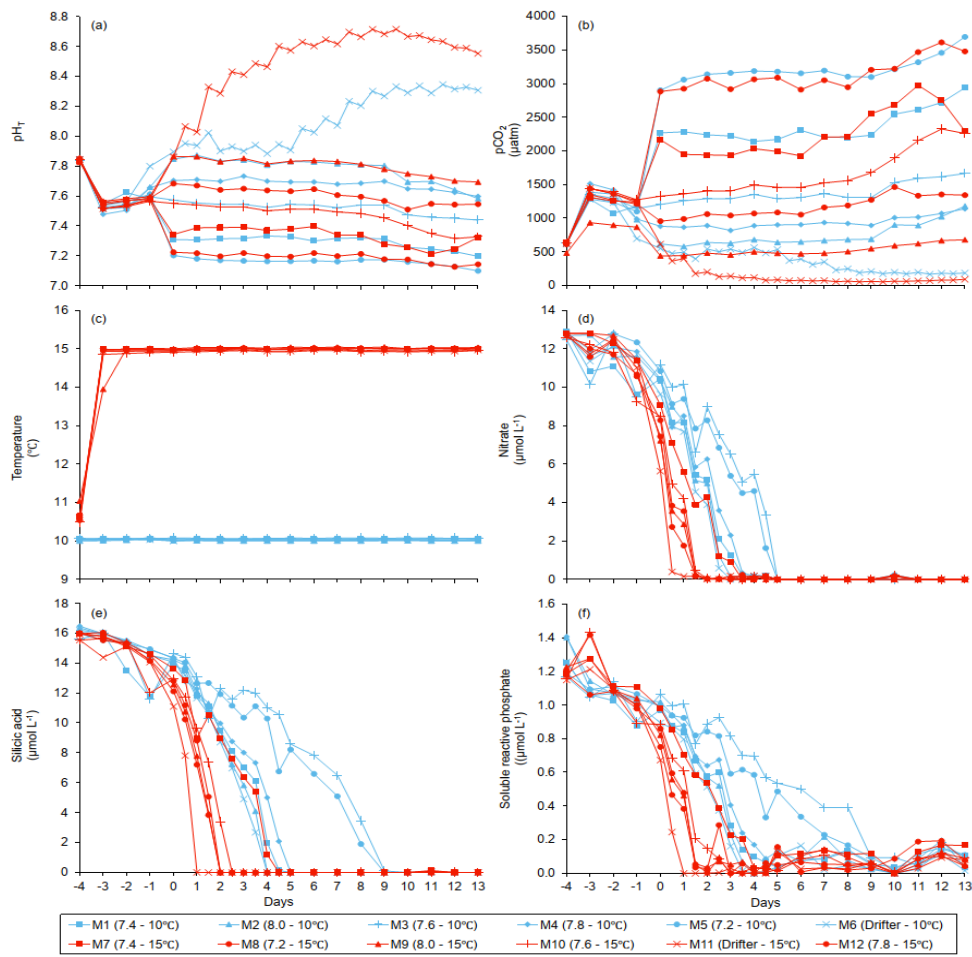 (a)
pHT
8.8
8.6
8.4
8.2
8.0
7.8
7.6
7.4
7.2
7.0
(b)
pCO2
(µatm)
4000
3500
3000
2500
2000
1500
1000
500
0
(c)
Temperature
(ºC)
16
15
14
13
12
11
10
9
(d)
Nitrate
(µmol L-1)
16
14
12
10
8
6
4
2
0
(e)
Silicic acid
(µmol L-1)
18
16
14
12
10
8
6
4
2
0
-4 -3 -2 -1 0 1 2 3 4 5 6 7 8 9 10 11 12 13
Days
(f)
Soluble reactive phosphate
((µmol L-1)
1.6
1.4
1.2
1.0
0.8
0.6
0.4
0.2
0.0
-4 -3 -2 -1 0 1 2 3 4 5 6 7 8 9 10 11 12 13
Days
M1 (7.4 - 10ºC) M2 (8.0 - 10ºC) M3 (7.6 - 10ºC) M4 (7.8 - 10ºC) M5 (7.2 - 10ºC) M6 (Drifter - 10ºC)
M7 (7.4 - 15ºC) M8 (7.2 - 15ºC) M9 (8.0 - 15ºC) M10 (7.6 - 15ºC) M11 (Drifter - 15ºC) M12 (7.8 - 15ºC)